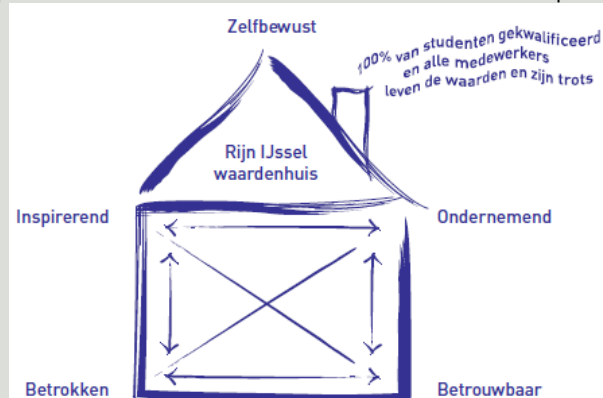 Zelfbewust
100% van studenten gekwalificeerd
en alle medewerkers
leven de waarden en zijn trots
Rijn IJssel
waardenhuis
Inspirerend
Ondernemend
Betrokken
Betrouwbaar